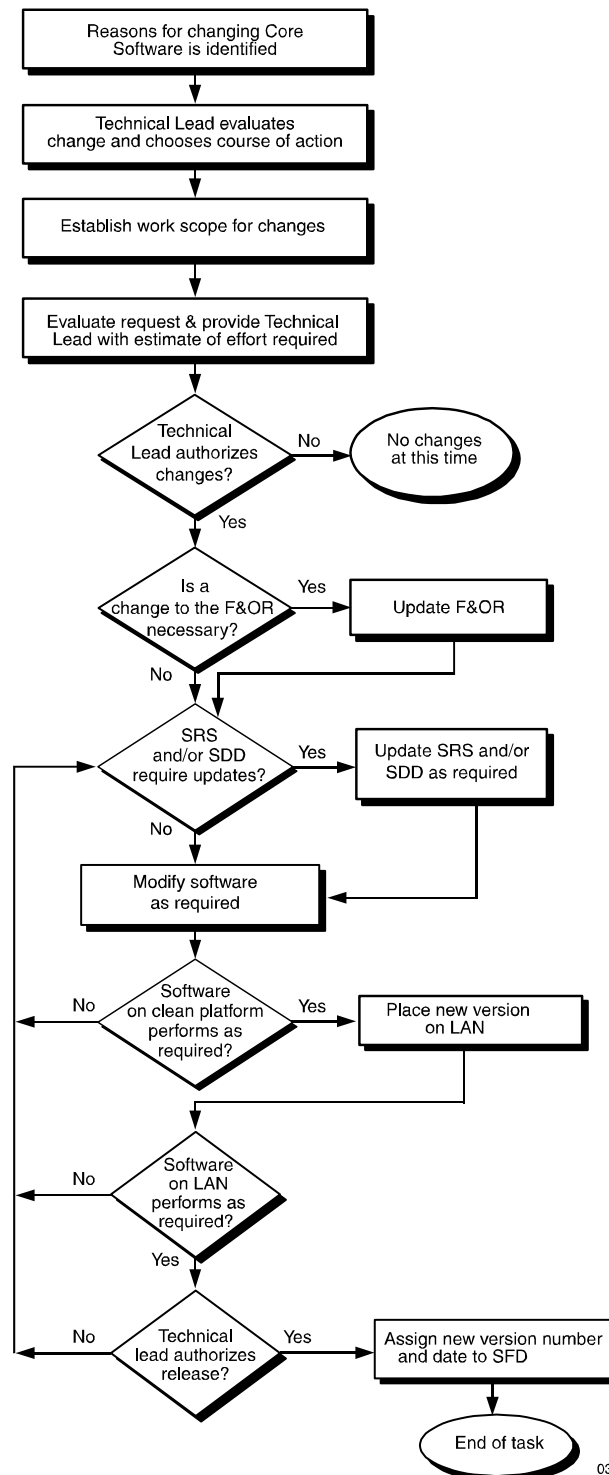 Reasons for changing Core
Software is identified
Technical Lead evaluates
change and chooses course of action
Establish work scope for changes
Evaluate request & provide Technical
Lead with estimate of effort required
Technical
Lead authorizes
changes?
No
No changes
at this time
Yes
Is a
change to the F&OR
necessary?
Yes
Update F&OR
No
SRS
and/or SDD
require updates?
Yes
Update SRS and/or
SDD as required
No
Modify software
as required
Software
on clean platform
performs as
required?
No
Yes
Place new version
on LAN
Software
on LAN
performs as
required?
No
Yes
Technical
lead authorizes
release?
No
Yes
Assign new version number
and date to SFD
End of task
03